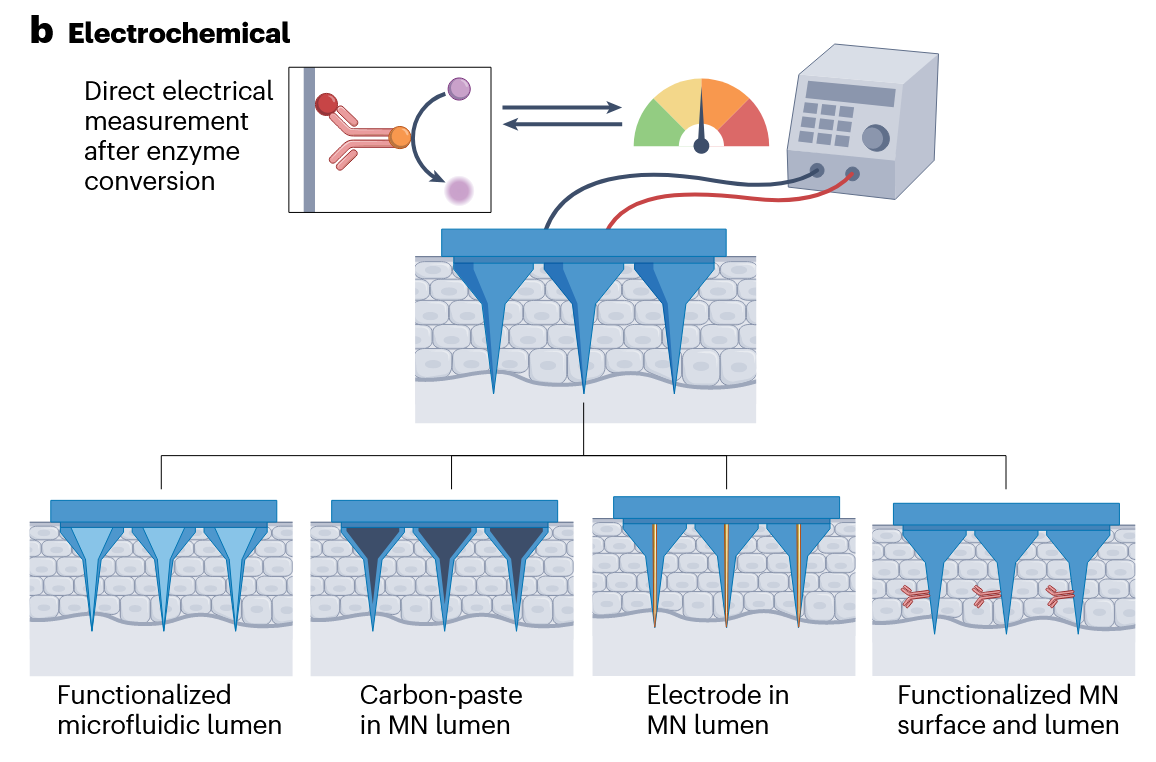 b Electrochemical
Direct electrical
measurement
after enzyme
conversion
Functionalized
microfluidic lumen
Carbon-paste
in MN lumen
Electrode in
MN lumen
Functionalized MN
surface and lumen